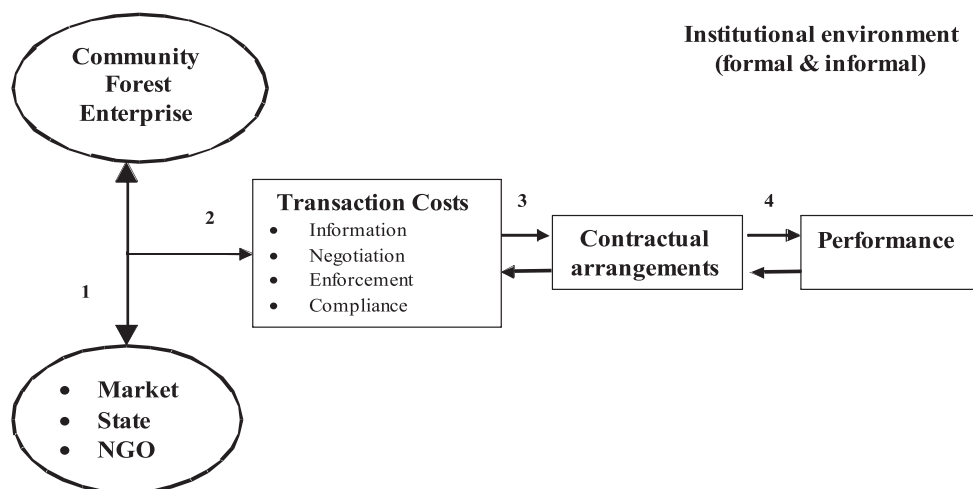 Community
Forest
Enterprise
Institutional environment
(formal & informal)
1
• Market
• State
• NGO
2
Transaction Costs
• Information
• Negotiation
• Enforcement
• Compliance
3
Contractual
arrangements
4
Performance